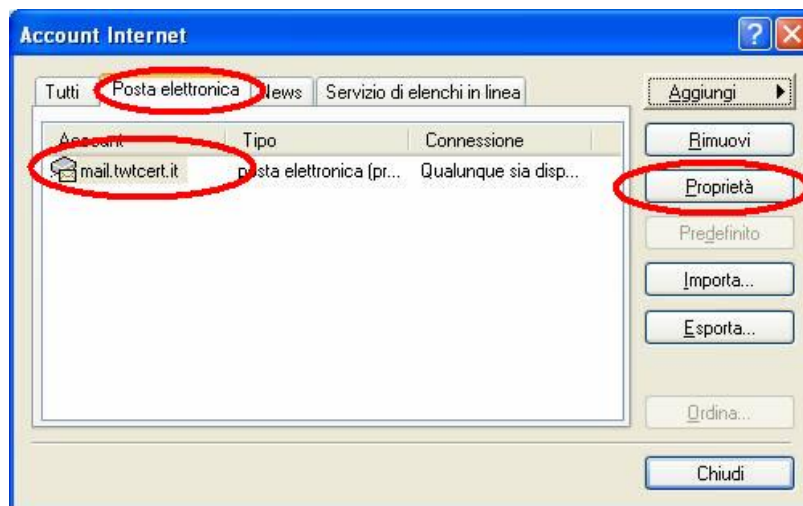 Account Internet
Tutti Posta elettronica News Servizio di elenchi in linea
Aggiungi
Account Tipo Connessione
Rimuovi
mail.twtcert.it posta elettronica (pr... Qualunque sia disp...
Proprietà
Predefinito
Importa...
Esporta...
Ordina...
Chiudi